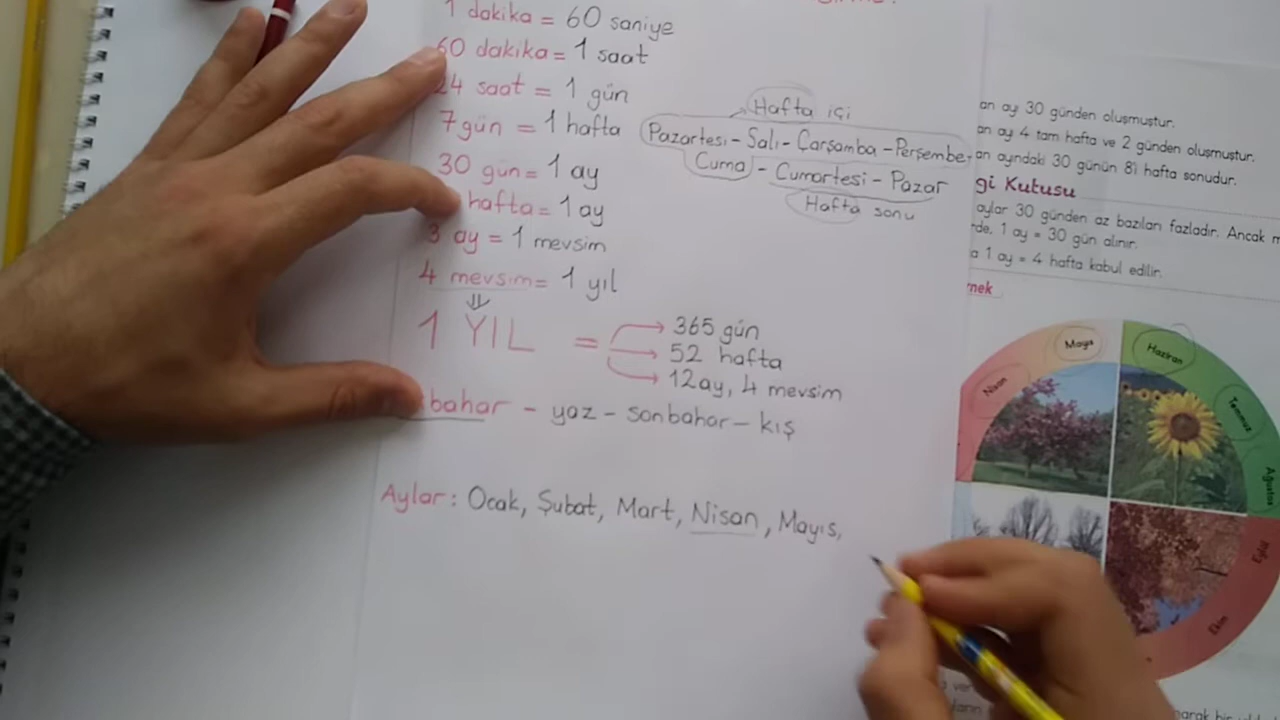 1 dakika = 60 saniye
60 dakika = 1 saat
24 saat = 1 gün
7 gün = 1 hafta
30 gün = 1 ay
hafta = 1 ay
3 ay = 1 mevsim
4 mevsim = 1 yıl
1 YIL =
365 gün
52 hafta
12 ay, 4 mevsim
bahar - yaz - sonbahar - kış
Aylar : Ocak, Şubat, Mart, Nisan, Mayıs,
Hafta içi
Pazartesi - Salı - Çarşamba - Perşembe -
Cuma - Cumartesi - Pazar
Hafta sonu
an ay 30 günden oluşmuştur.
an ay 4 tam hafta ve 2 günden oluşmuştur.
an ayındaki 30 günün 8'i hafta sonudur.
gi Kutusu
aylar 30 günden az bazıları fazladır. Ancak
rde, 1 ay = 30 gün alınır.
a 1 ay = 4 hafta kabul edilir.
rnek
Nisan
Mayıs
Haziran
Temmuz
Ağustos
Eylül
Ekim